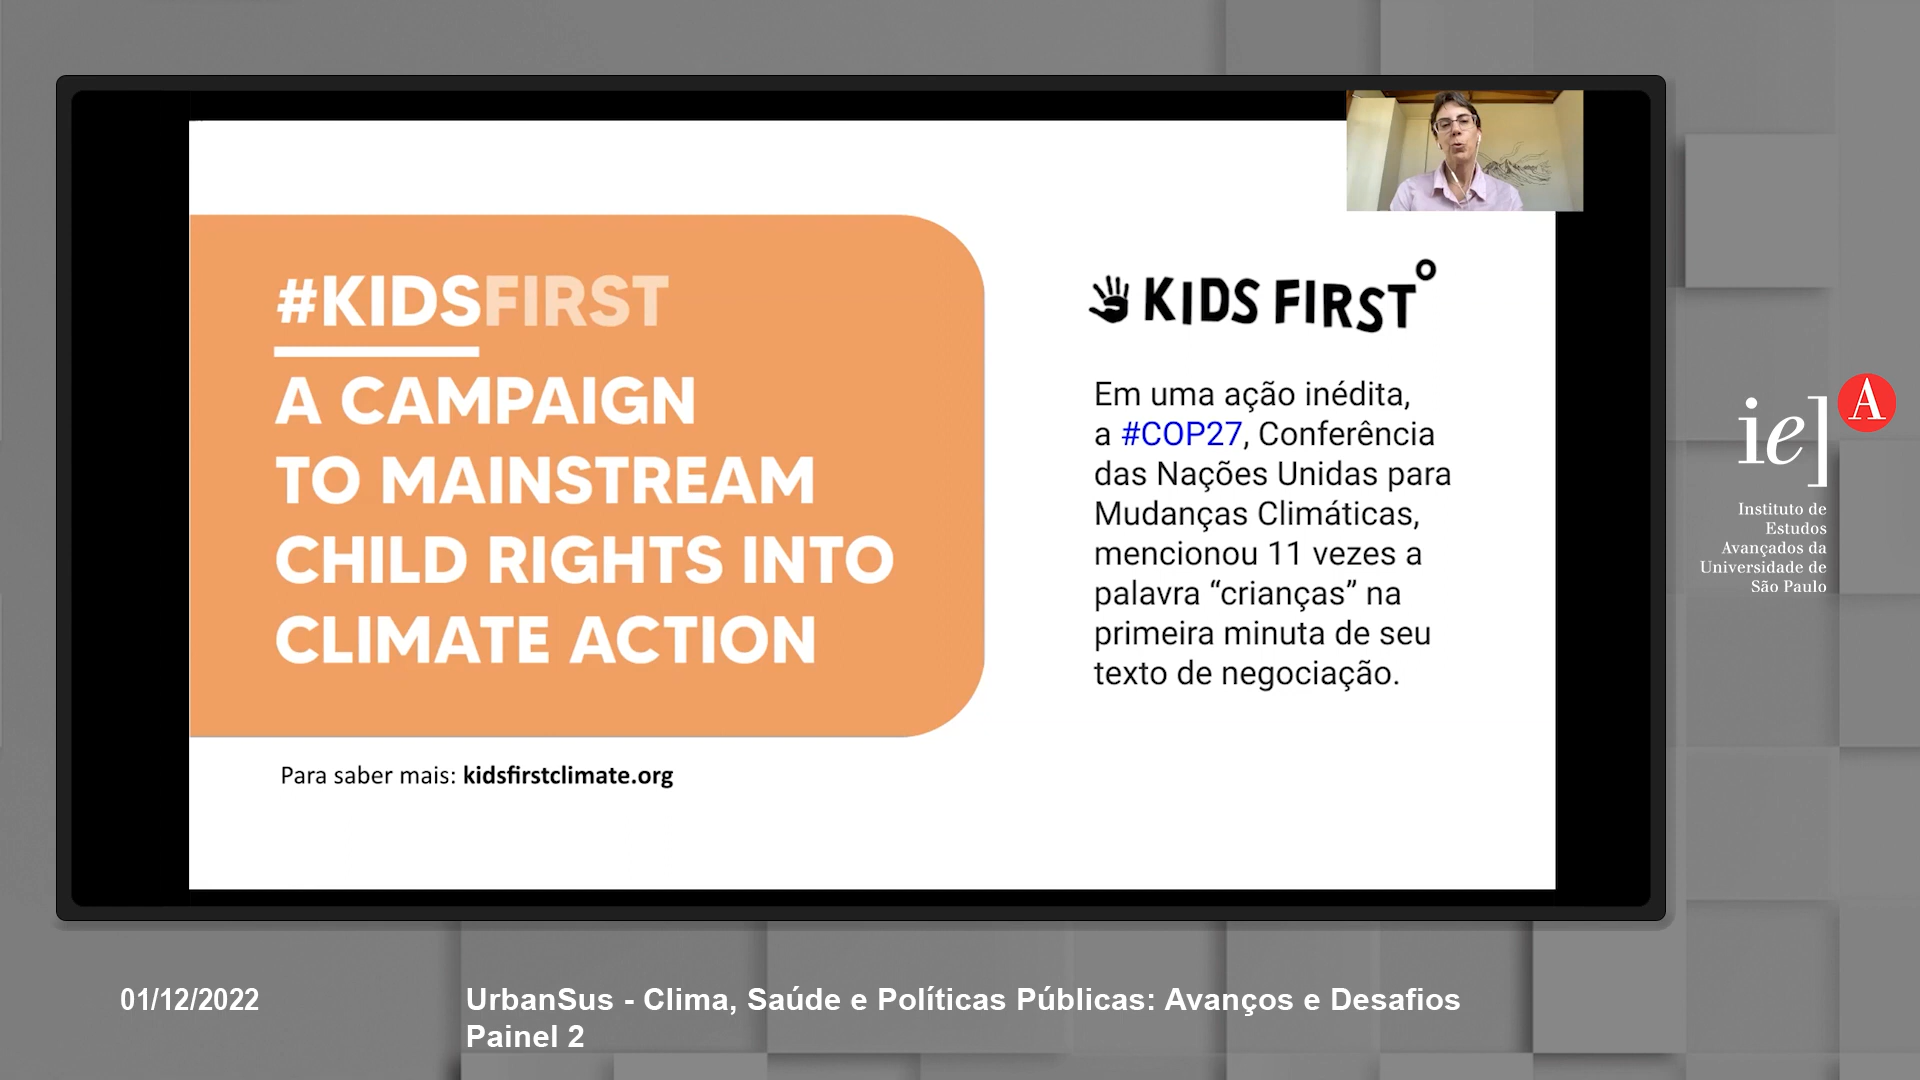 #KIDSFIRST
A CAMPAIGN
TO MAINSTREAM
CHILD RIGHTS INTO
CLIMATE ACTION
Para saber mais: kidsfirstclimate.org
KIDS FIRST°
Em uma ação inédita,
a #COP27, Conferência
das Nações Unidas para
Mudanças Climáticas,
mencionou 11 vezes a
palavra “crianças” na
primeira minuta de seu
texto de negociação.
ie] A
Instituto de
Estudos
Avançados da
Universidade de
São Paulo
01/12/2022
UrbanSus - Clima, Saúde e Políticas Públicas: Avanços e Desafios
Painel 2